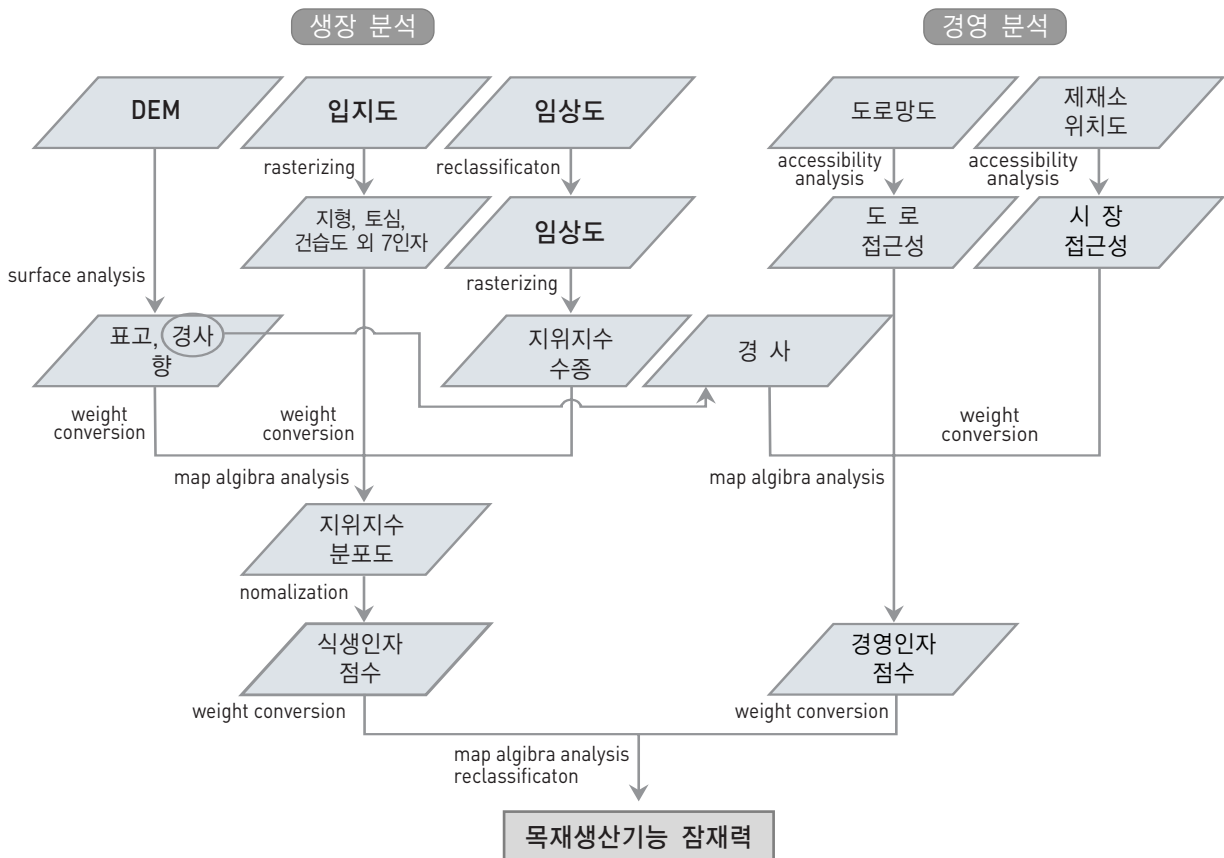 생장 분석
경영 분석
DEM
입지도
임상도
도로망도
제재소
위치도
rasterizing
reclassificaton
accessibility
analysis
accessibility
analysis
지형, 토심,
건습도 외 7인자
임상도
도 로
접근성
시 장
접근성
surface analysis
rasterizing
표고, 경사
향
지위지수
수종
경 사
weight
conversion
weight
conversion
weight
conversion
map algibra analysis
map algibra analysis
지위지수
분포도
nomalization
식생인자
점수
경영인자
점수
weight conversion
weight conversion
map algibra analysis
reclassificaton
목재생산기능 잠재력